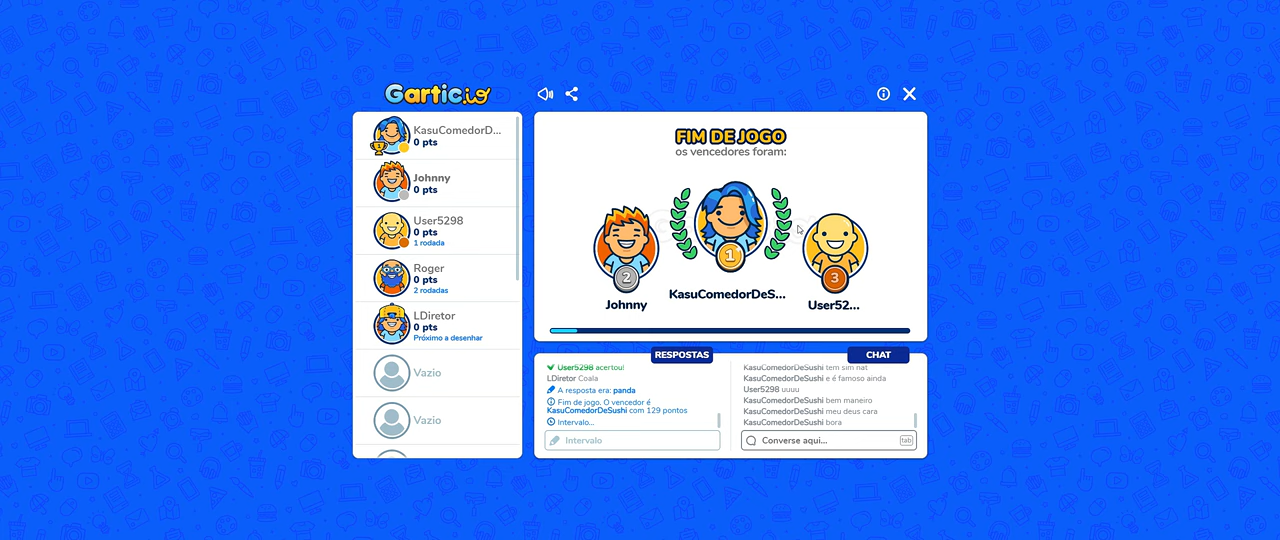 Gartic.io
KasuComedorD...
0 pts
Johnny
0 pts
User5298
0 pts
1 rodada
Roger
0 pts
2 rodadas
LDiretor
0 pts
Próximo a desenhar
Vazio
Vazio
FIM DE JOGO
os vencedores foram:
2
1
3
Johnny
KasuComedorDeS...
User52...
RESPOSTAS
User5298 acertou!
LDiretor Coala
A resposta era: panda
Fim de jogo. O vencedor é
KasuComedorDeSushi com 129 pontos
Intervalo...
Intervalo
CHAT
KasuComedorDeSushi tem sim nat
KasuComedorDeSushi e é famoso ainda
User5298 uuuu
KasuComedorDeSushi bem maneiro
KasuComedorDeSushi meu deus cara
KasuComedorDeSushi bora
Converse aqui...
tab